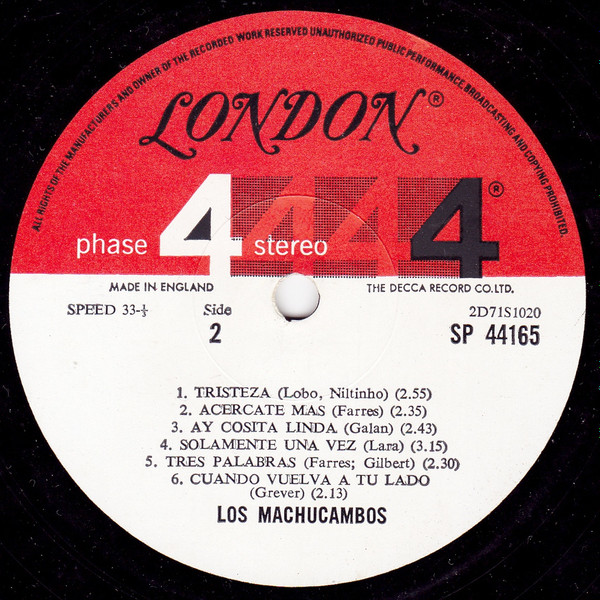 ALL RIGHTS OF THE MANUFACTURERS AND OWNER OF THE RECORDED WORK RESERVED UNAUTHORIZED PUBLIC PERFORMANCE, BROADCASTING AND COPYING PROHIBITED.
LONDON®
phase 4 stereo 4 4 4®
MADE IN ENGLAND THE DECCA RECORD CO.LTD.
SPEED 33-⅓ Side 2D71S1020
2 SP 44165
1. TRISTEZA (Lobo, Niltinho) (2.55)
2. ACERCATE MAS (Farres) (2.35)
3. AY COSITA LINDA (Galan) (2.43)
4. SOLAMENTE UNA VEZ (Lara) (3.15)
5. TRES PALABRAS (Farres; Gilbert) (2.30)
6. CUANDO VUELVA A TU LADO
(Grever) (2.13)
LOS MACHUCAMBOS